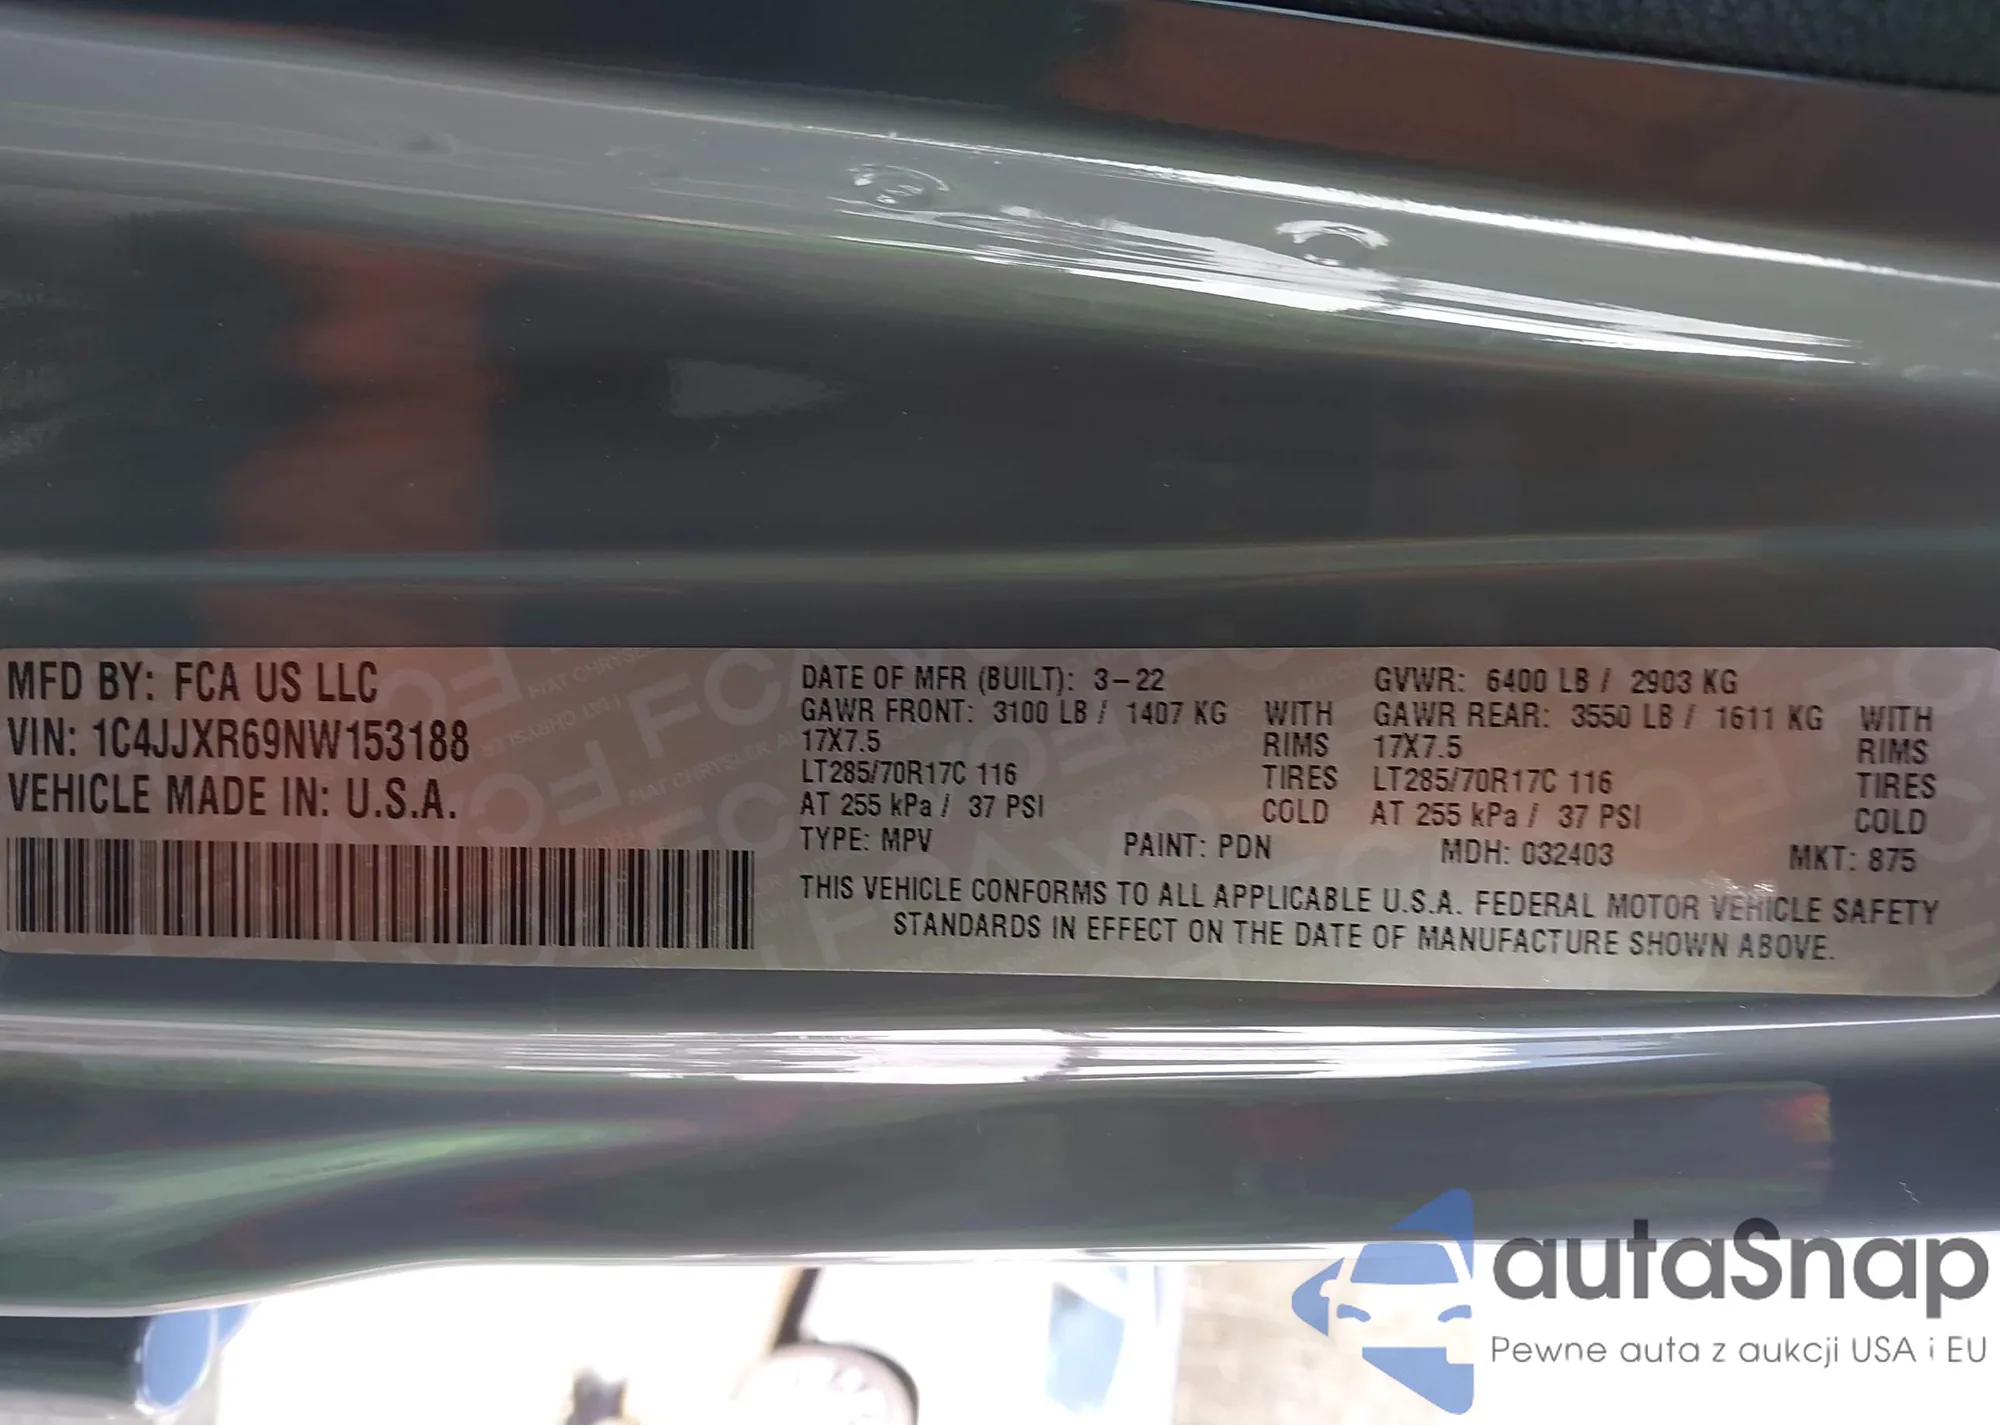 MFD BY: FCA US LLC
VIN: 1C4JJXR69NW153188
VEHICLE MADE IN: U.S.A.
DATE OF MFR (BUILT): 3-22
GVWR: 6400 LB / 2903 KG
GAWR FRONT: 3100 LB / 1407 KG WITH
17X7.5 RIMS
LT285/70R17C 116 TIRES
AT 255 kPa / 37 PSI COLD
GAWR REAR: 3550 LB / 1611 KG WITH
17X7.5 RIMS
LT285/70R17C 116 TIRES
AT 255 kPa / 37 PSI COLD
TYPE: MPV PAINT: PDN MDH: 032403 MKT: 875
THIS VEHICLE CONFORMS TO ALL APPLICABLE U.S.A. FEDERAL MOTOR VEHICLE SAFETY
STANDARDS IN EFFECT ON THE DATE OF MANUFACTURE SHOWN ABOVE.
autaSnap
Pewne auta z aukcji USA i EU